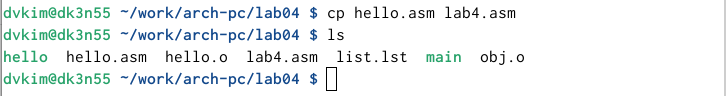 dvkim@dk3n55 ~/work/arch-pc/lab04 $ cp hello.asm lab4.asm
dvkim@dk3n55 ~/work/arch-pc/lab04 $ ls
hello  hello.asm  hello.o  lab4.asm  list.lst  main  obj.o
dvkim@dk3n55 ~/work/arch-pc/lab04 $